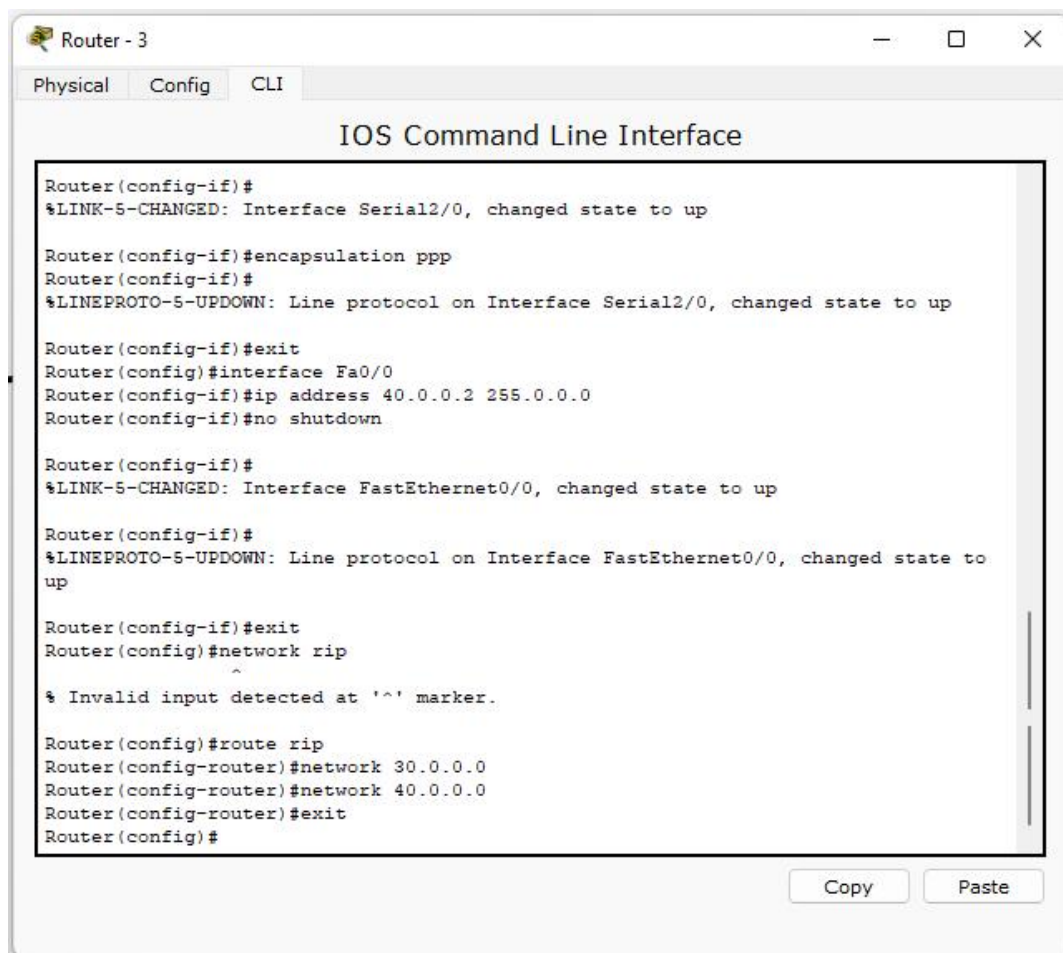 Router - 3
Physical Config CLI
IOS Command Line Interface
Router(config-if)#
%LINK-5-CHANGED: Interface Serial2/0, changed state to up
Router(config-if)#encapsulation ppp
Router(config-if)#
%LINEPROTO-5-UPDOWN: Line protocol on Interface Serial2/0, changed state to up
Router(config-if)#exit
Router(config)#interface Fa0/0
Router(config-if)#ip address 40.0.0.2 255.0.0.0
Router(config-if)#no shutdown
Router(config-if)#
%LINK-5-CHANGED: Interface FastEthernet0/0, changed state to up
Router(config-if)#
%LINEPROTO-5-UPDOWN: Line protocol on Interface FastEthernet0/0, changed state to
up
Router(config-if)#exit
Router(config)#network rip
^
% Invalid input detected at '^' marker.
Router(config)#route rip
Router(config-router)#network 30.0.0.0
Router(config-router)#network 40.0.0.0
Router(config-router)#exit
Router(config)#
Copy Paste